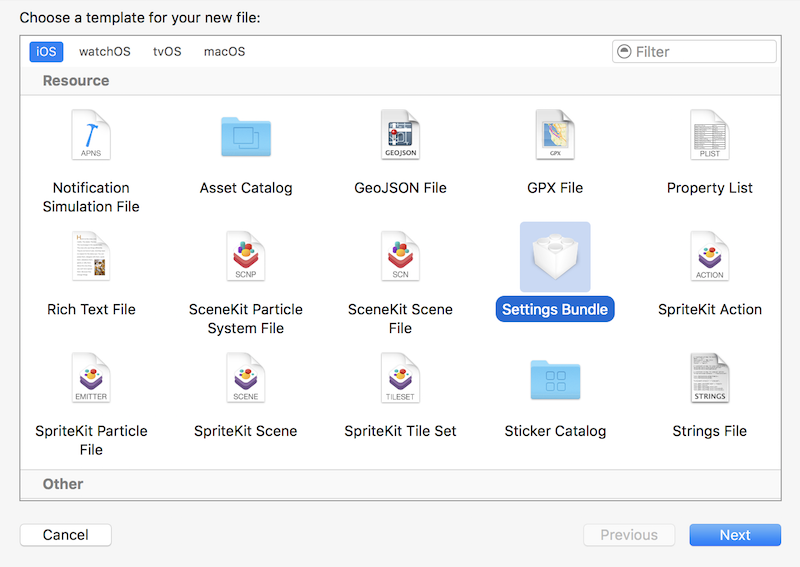 Choose a template for your new file:
iOS watchOS tvOS macOS Filter
Resource
APNS GEOJSON GPX PLIST
Notification Simulation File
Asset Catalog
GeoJSON File
GPX File
Property List
SCNP SCN ACTION
Rich Text File
SceneKit Particle System File
SceneKit Scene File
Settings Bundle
SpriteKit Action
EMITTER SCENE TILESET STRINGS
SpriteKit Particle File
SpriteKit Scene
SpriteKit Tile Set
Sticker Catalog
Strings File
Other
Cancel Previous Next